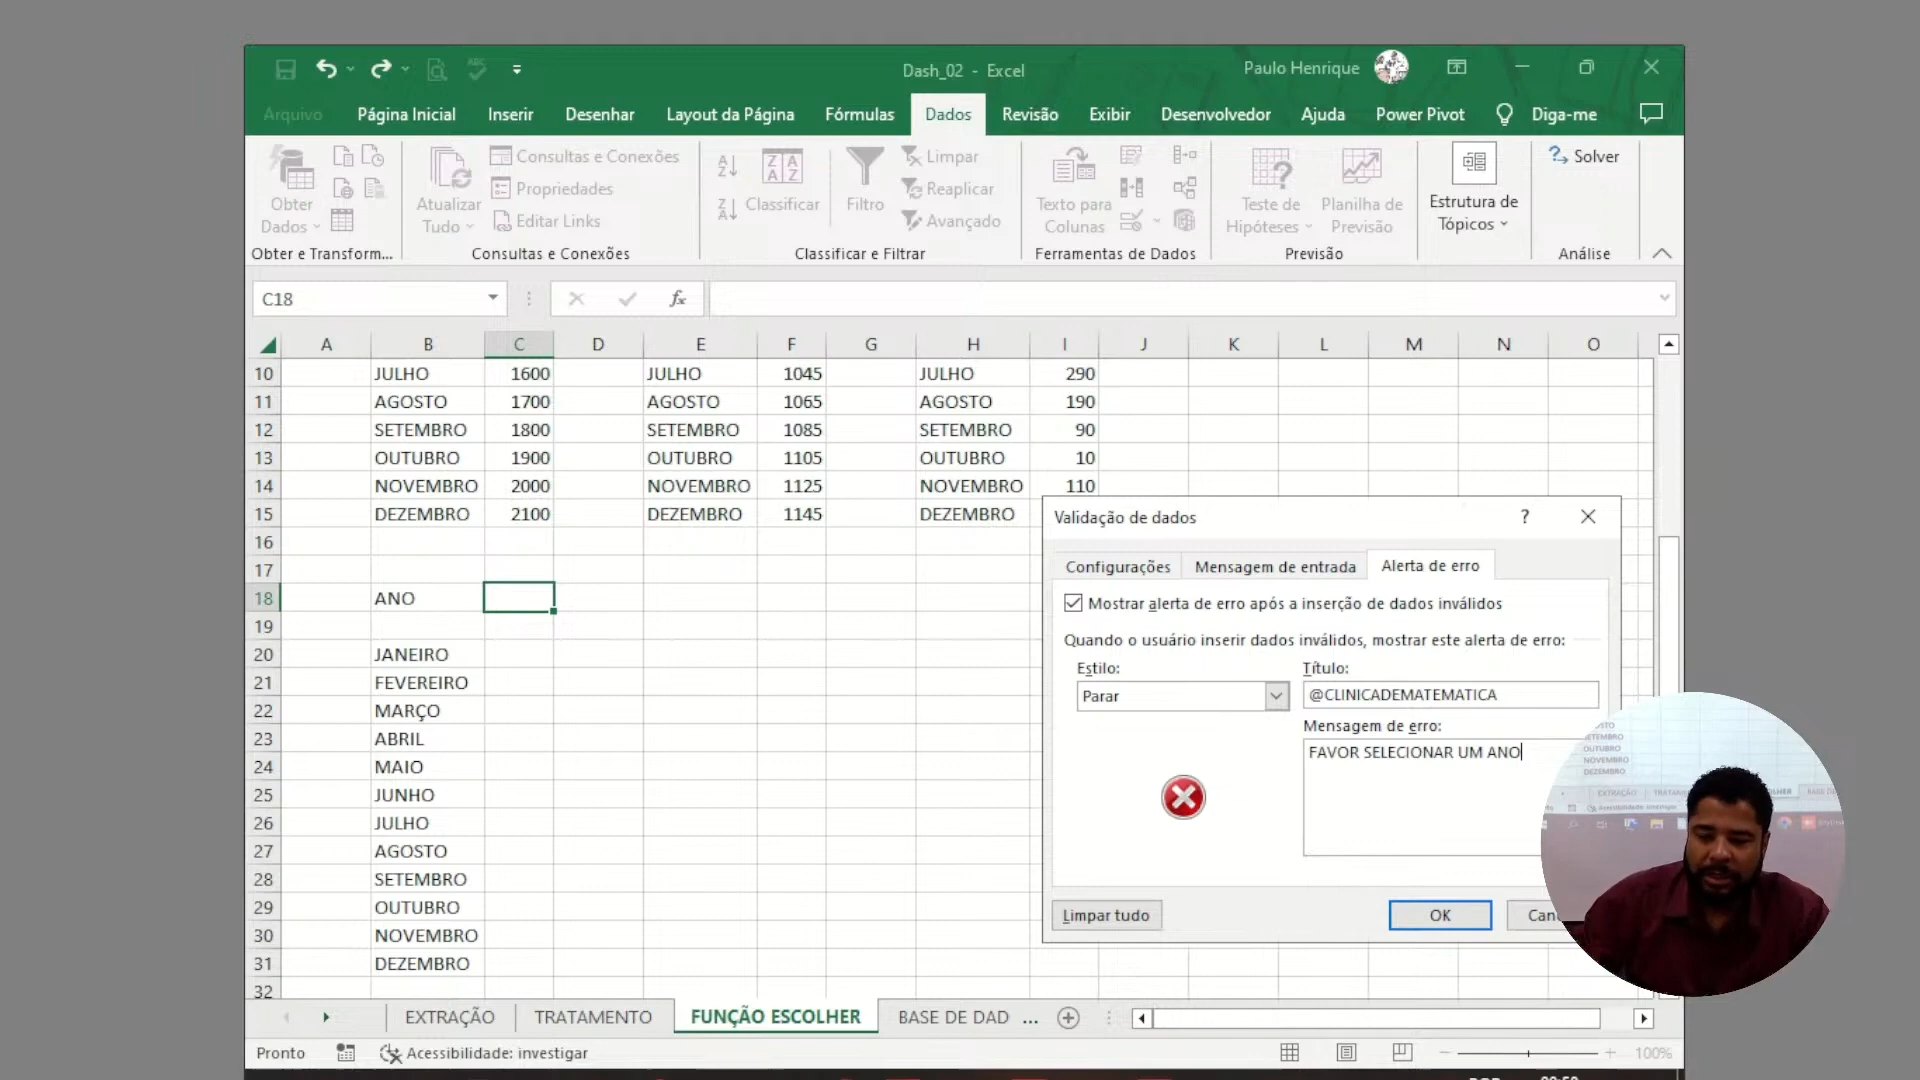 Dash_02 - Excel
Paulo Henrique
Arquivo Página Inicial Inserir Desenhar Layout da Página Fórmulas Dados Revisão Exibir Desenvolvedor Ajuda Power Pivot Diga-me
Obter Dados
Obter e Transform...
Atualizar Tudo
Consultas e Conexões
Propriedades
Editar Links
Consultas e Conexões
Classificar
Filtro
Limpar
Reaplicar
Avançado
Classificar e Filtrar
Texto para Colunas
Ferramentas de Dados
Teste de Hipóteses
Planilha de Previsão
Previsão
Estrutura de Tópicos
Solver
Análise
C18
fx
A B C D E F G H I J K L M N O
10 JULHO 1600 JULHO 1045 JULHO 290
11 AGOSTO 1700 AGOSTO 1065 AGOSTO 190
12 SETEMBRO 1800 SETEMBRO 1085 SETEMBRO 90
13 OUTUBRO 1900 OUTUBRO 1105 OUTUBRO 10
14 NOVEMBRO 2000 NOVEMBRO 1125 NOVEMBRO 110
15 DEZEMBRO 2100 DEZEMBRO 1145 DEZEMBRO
16
17
18 ANO
19
20 JANEIRO
21 FEVEREIRO
22 MARÇO
23 ABRIL
24 MAIO
25 JUNHO
26 JULHO
27 AGOSTO
28 SETEMBRO
29 OUTUBRO
30 NOVEMBRO
31 DEZEMBRO
32
Validação de dados ?
Configurações Mensagem de entrada Alerta de erro
Mostrar alerta de erro após a inserção de dados inválidos
Quando o usuário inserir dados inválidos, mostrar este alerta de erro:
Estilo: Título:
Parar @CLINICADEMATEMATICA
Mensagem de erro:
FAVOR SELECIONAR UM ANO
Limpar tudo OK
SETEMBRO
OUTUBRO
NOVEMBRO
DEZEMBRO
EXTRAÇÃO TRATAMENTO FUNÇÃO ESCOLHER BASE DE DAD ...
Pronto Acessibilidade: investigar 100%